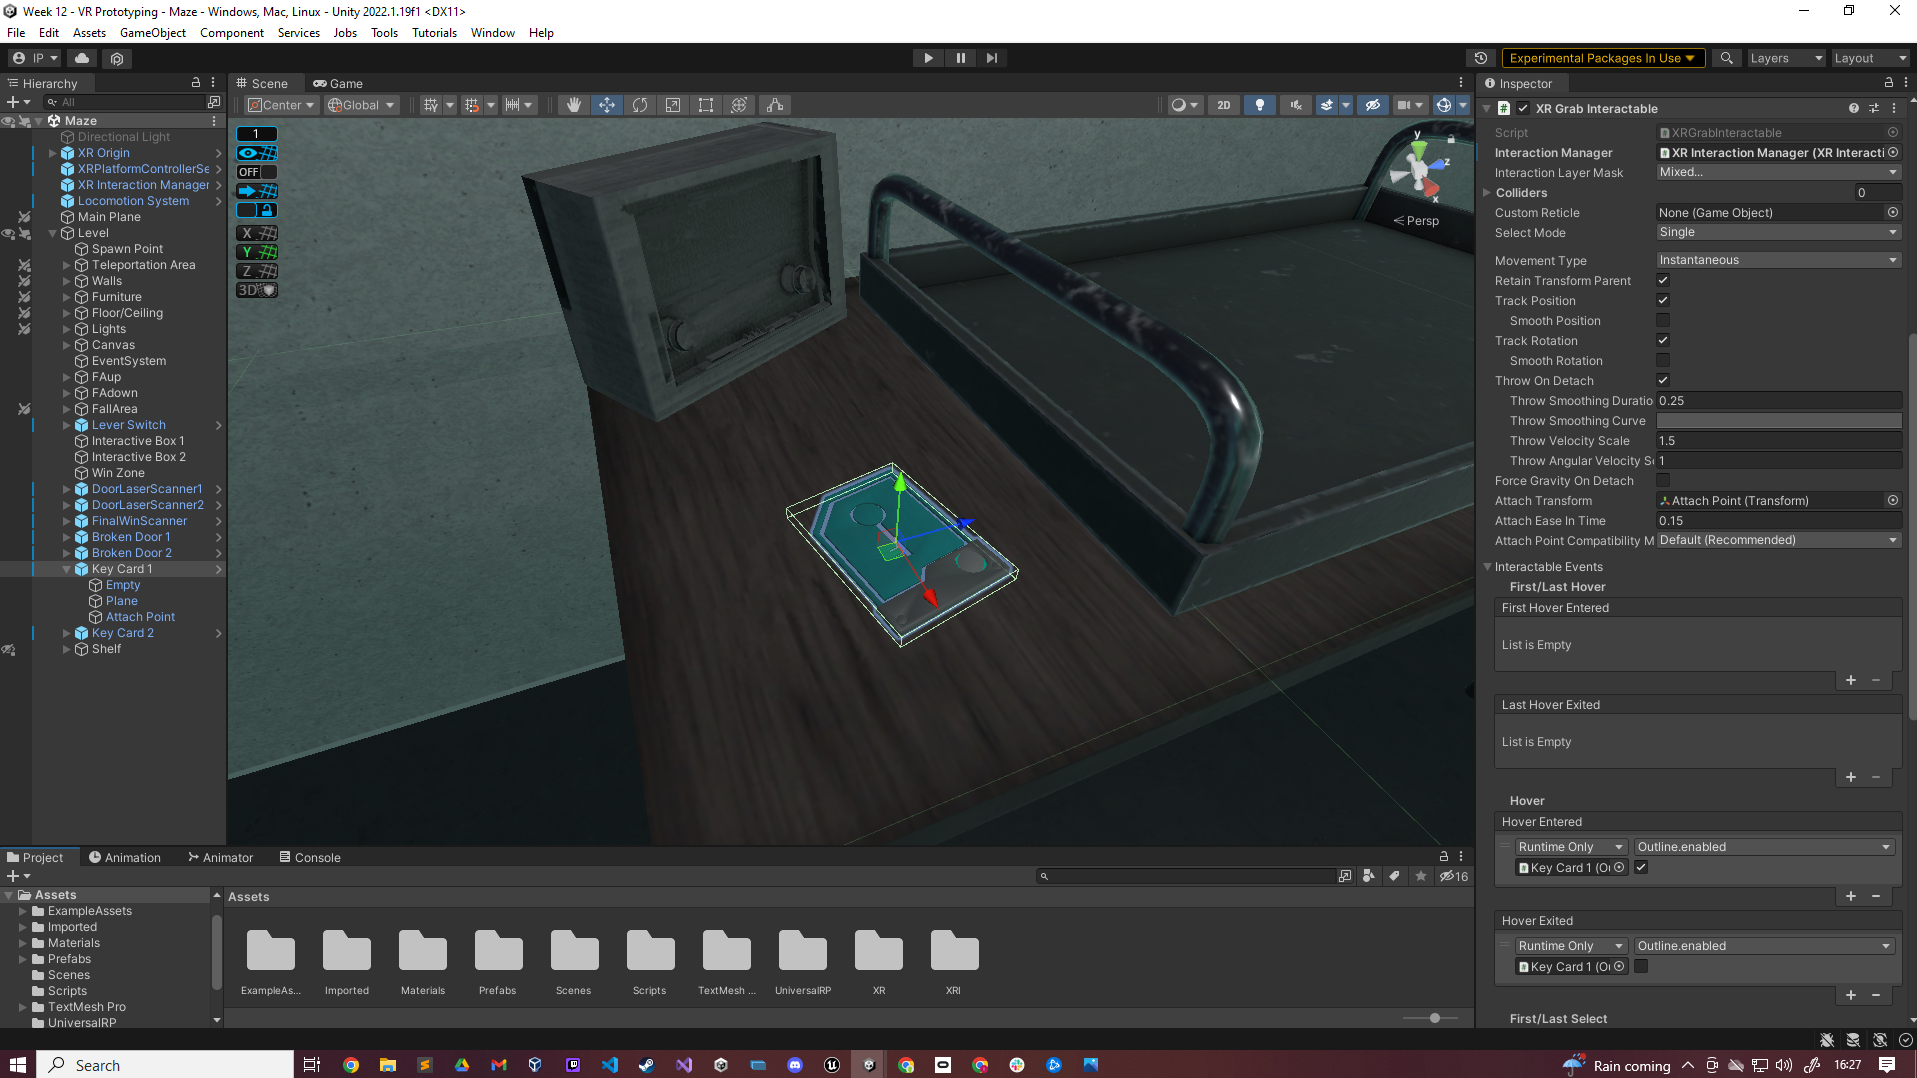 Week 12 - VR Prototyping - Maze - Windows, Mac, Linux - Unity 2022.1.19f1 <DX11>
File Edit Assets GameObject Component Services Jobs Tools Tutorials Window Help
IP
Experimental Packages In Use
Layers
Layout
Hierarchy
All
Maze
Directional Light
XR Origin
XRPlatformControllerSe
XR Interaction Manager
Locomotion System
Main Plane
Level
Spawn Point
Teleportation Area
Walls
Furniture
Floor/Ceiling
Lights
Canvas
EventSystem
FAup
FAdown
FallArea
Lever Switch
Interactive Box 1
Interactive Box 2
Win Zone
DoorLaserScanner1
DoorLaserScanner2
FinalWinScanner
Broken Door 1
Broken Door 2
Key Card 1
Empty
Plane
Attach Point
Key Card 2
Shelf
Scene
Game
Center
Global
2D
1
OFF
X
Y
Z
3D
y
z
x
Persp
Inspector
XR Grab Interactable
Script XRGrabInteractable
Interaction Manager XR Interaction Manager (XR Interacti
Interaction Layer Mask Mixed...
Colliders 0
Custom Reticle None (Game Object)
Select Mode Single
Movement Type Instantaneous
Retain Transform Parent
Track Position
Smooth Position
Track Rotation
Smooth Rotation
Throw On Detach
Throw Smoothing Duratio 0.25
Throw Smoothing Curve
Throw Velocity Scale 1.5
Throw Angular Velocity S 1
Force Gravity On Detach
Attach Transform Attach Point (Transform)
Attach Ease In Time 0.15
Attach Point Compatibility M Default (Recommended)
Interactable Events
First/Last Hover
First Hover Entered
List is Empty
Last Hover Exited
List is Empty
Hover
Hover Entered
Runtime Only Outline.enabled
Key Card 1 (Ou
Hover Exited
Runtime Only Outline.enabled
Key Card 1 (Ou
First/Last Select
Project
Animation
Animator
Console
16
Assets
ExampleAssets
Imported
Materials
Prefabs
Scenes
Scripts
TextMesh Pro
UniversalRP
Assets
ExampleAs...
Imported
Materials
Prefabs
Scenes
Scripts
TextMesh ...
UniversalRP
XR
XRI
Search
Rain coming
16:27